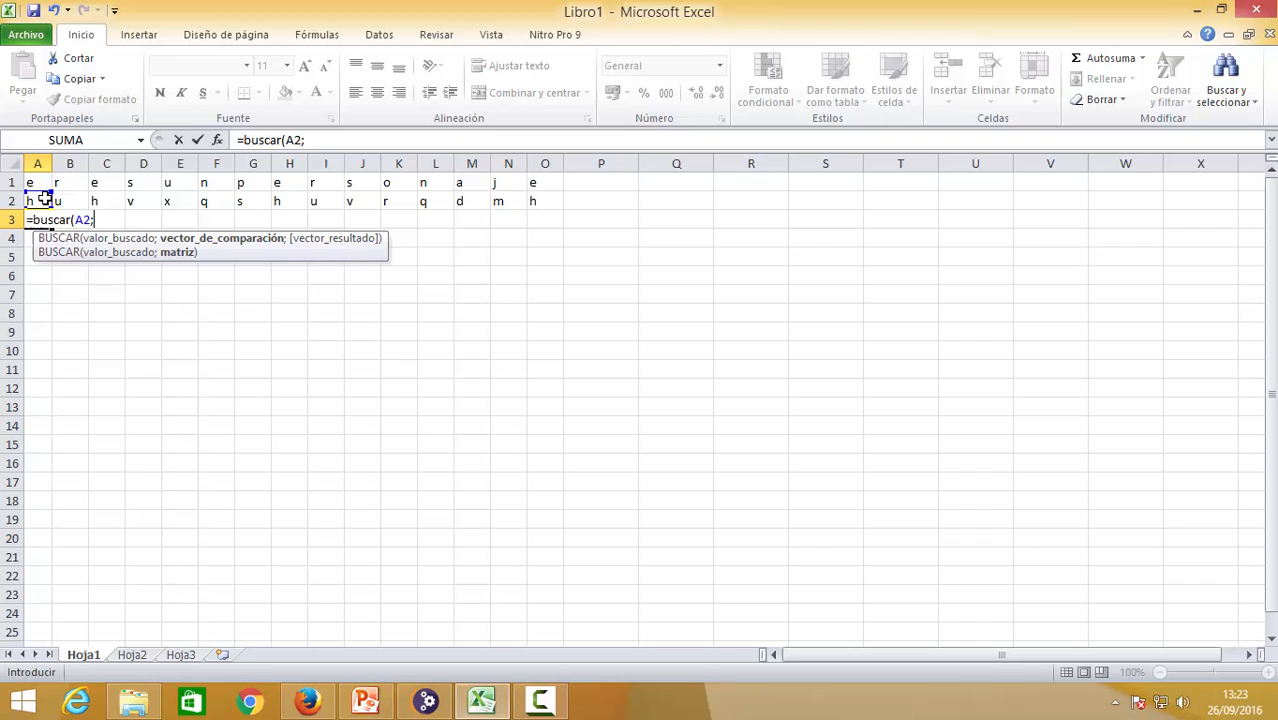 Libro1 - Microsoft Excel
Archivo Inicio Insertar Diseño de página Fórmulas Datos Revisar Vista Nitro Pro 9
Pegar
Cortar
Copiar
Copiar formato
Portapapeles
11
N K S
Fuente
Ajustar texto
Combinar y centrar
Alineación
General
% 000
Número
Formato condicional
Dar formato como tabla
Estilos de celda
Estilos
Insertar Eliminar Formato
Celdas
Autosuma
Rellenar
Borrar
Ordenar y filtrar
Buscar y seleccionar
Modificar
SUMA fx =buscar(A2;
A B C D E F G H I J K L M N O P Q R S T U V W X
1 e r e s u n p e r s o n a j e
2 h u h v x q s h u v r q d m h
3 =buscar(A2;
4 BUSCAR(valor_buscado; vector_de_comparación; [vector_resultado])
BUSCAR(valor_buscado; matriz)
5
6
7
8
9
10
11
12
13
14
15
16
17
18
19
20
21
22
23
24
25
Hoja1 Hoja2 Hoja3
Introducir 100%
13:23
26/09/2016